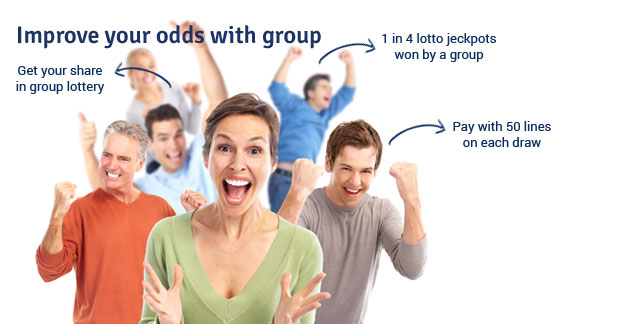 Improve your odds with group
1 in 4 lotto jeckpots
won by a group
Get your share
in group lottery
Pay with 50 lines
on each draw